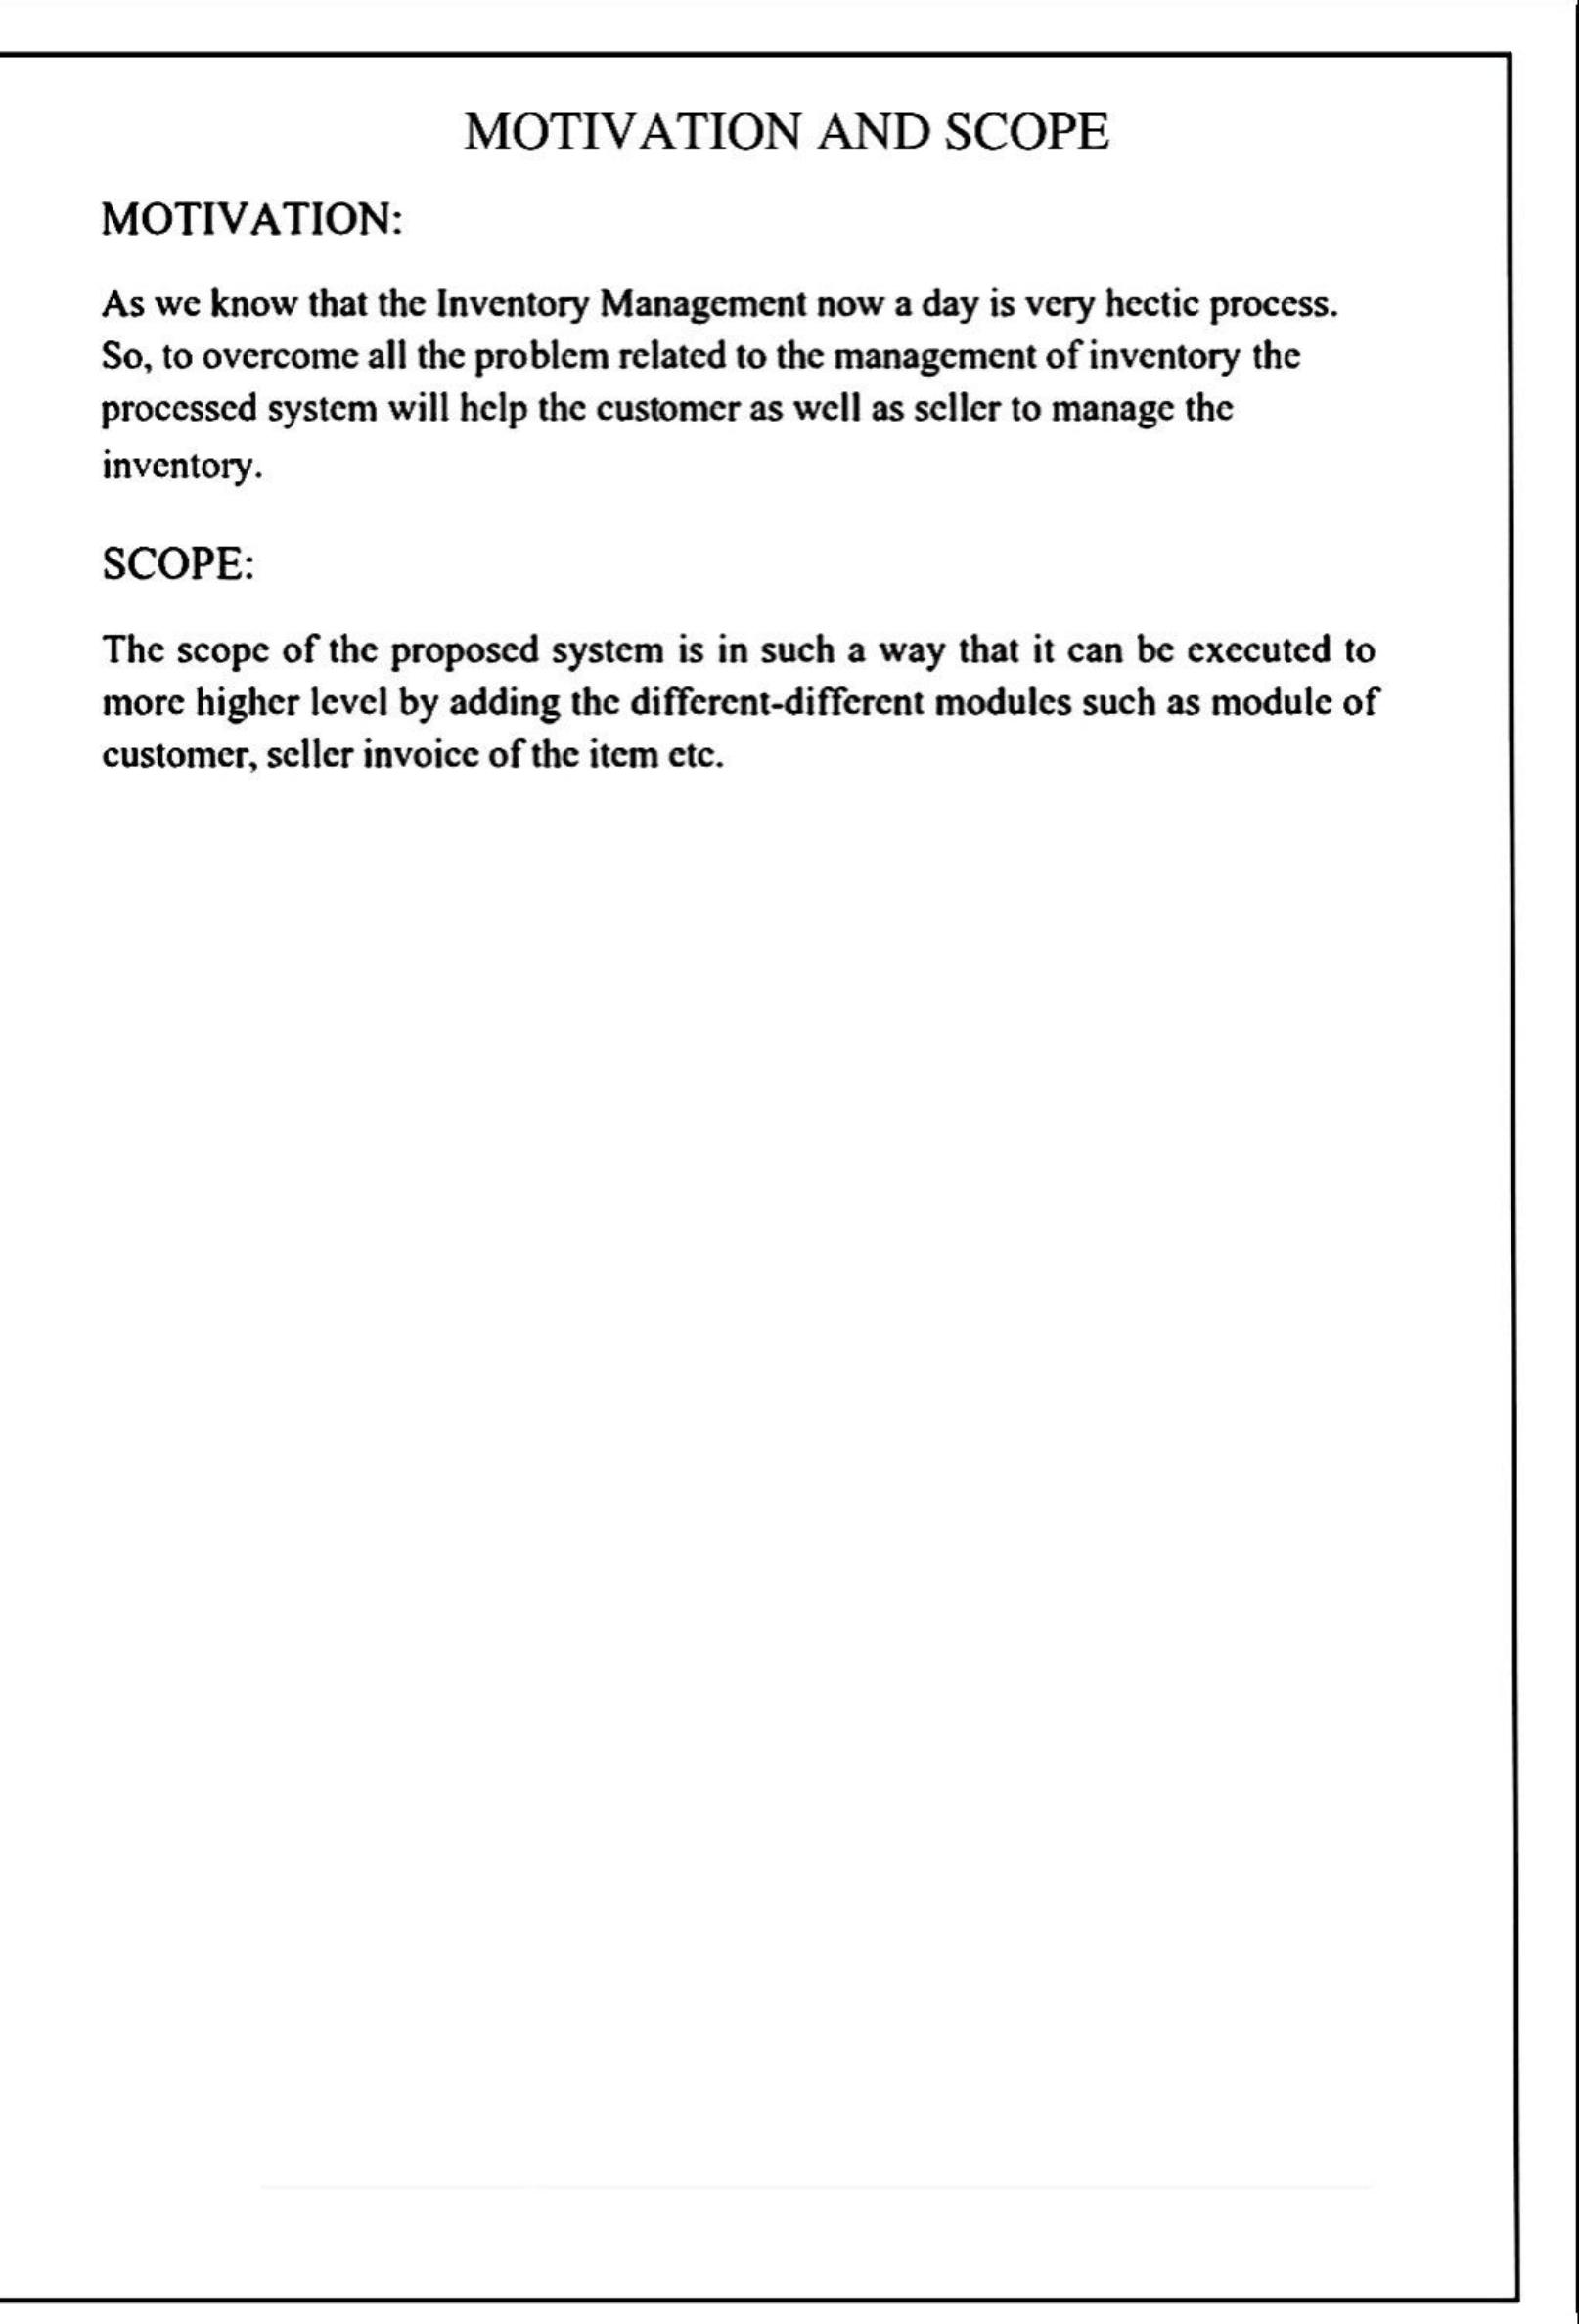 MOTIVATION AND SCOPE
MOTIVATION:
As we know that the Inventory Management now a day is very hectic process.
So, to overcome all the problem related to the management of inventory the
processed system will help the customer as well as seller to manage the
inventory.
SCOPE:
The scope of the proposed system is in such a way that it can be executed to
more higher level by adding the different-different modules such as module of
customer, seller invoice of the item etc.